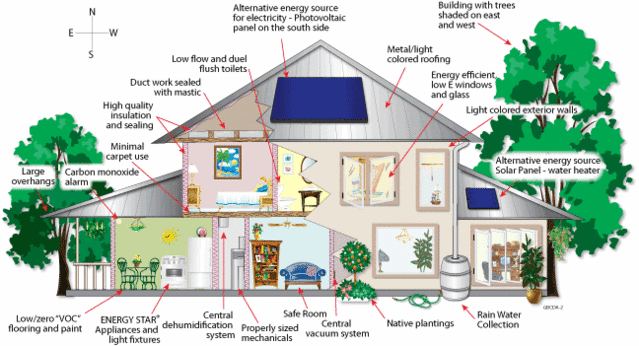 N
E
W
S
Alternative energy source
for electricity - Photovoltaic
panel on the south side
Building with trees
shaded on east
and west
Low flow and duel
flush toilets
Metal/light
colored roofing
Duct work sealed
with mastic
Energy efficient,
low E windows
and glass
High quality
insulation
and sealing
Light colored exterior walls
Minimal
carpet use
Large
overhangs
Carbon monoxide
alarm
Alternative energy source
Solar Panel - water heater
Low/zero "VOC"
flooring and paint
ENERGY STAR®
Appliances and
light fixtures
Central
dehumidification
system
Properly sized
mechanicals
Safe Room
Central
vacuum system
Native plantings
Rain Water
Collection